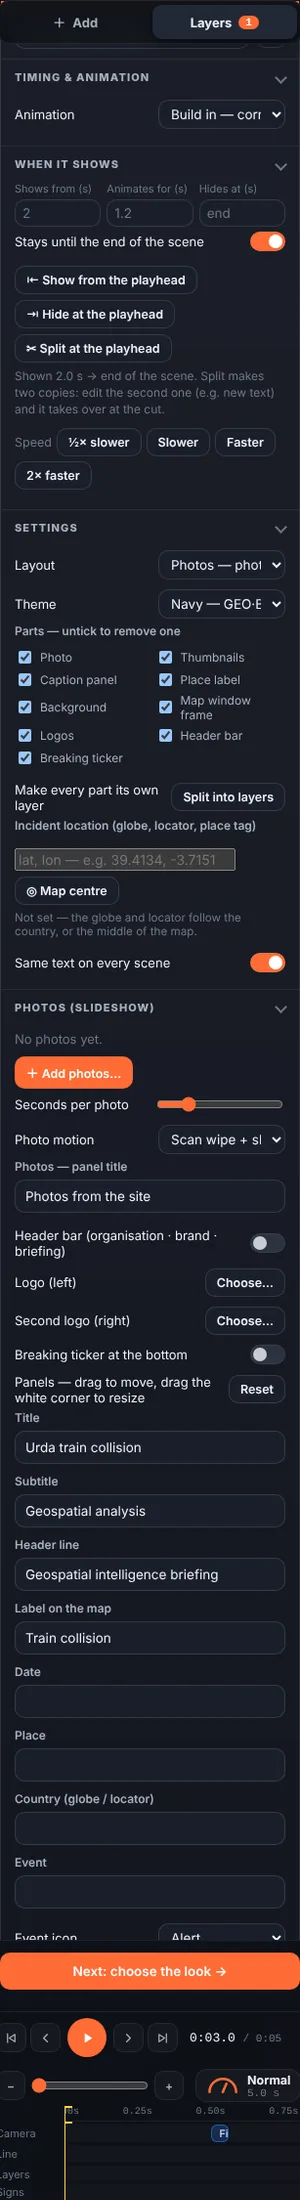 + Add
Layers 1
TIMING & ANIMATION
Animation
Build in — corr
WHEN IT SHOWS
Shows from (s) Animates for (s) Hides at (s)
2 1.2 end
Stays until the end of the scene
⇤ Show from the playhead
⇥ Hide at the playhead
✂ Split at the playhead
Shown 2.0 s → end of the scene. Split makes
two copies: edit the second one (e.g. new text)
and it takes over at the cut.
Speed ½× slower Slower Faster
2× faster
SETTINGS
Layout Photos — phot
Theme Navy — GEO·E
Parts — untick to remove one
Photo Thumbnails
Caption panel Place label
Background Map window
frame
Logos Header bar
Breaking ticker
Make every part its own
layer
Split into layers
Incident location (globe, locator, place tag)
lat, lon — e.g. 39.4134, -3.7151
◎ Map centre
Not set — the globe and locator follow the
country, or the middle of the map.
Same text on every scene
PHOTOS (SLIDESHOW)
No photos yet.
+ Add photos...
Seconds per photo
Photo motion Scan wipe + sl
Photos — panel title
Photos from the site
Header bar (organisation · brand ·
briefing)
Logo (left) Choose...
Second logo (right) Choose...
Breaking ticker at the bottom
Panels — drag to move, drag the
white corner to resize
Reset
Title
Urda train collision
Subtitle
Geospatial analysis
Header line
Geospatial intelligence briefing
Label on the map
Train collision
Date
Place
Country (globe / locator)
Event
Event icon Alert
Next: choose the look →
0:03.0 / 0:05
− + Normal
5.0 s
0s 0.25s 0.50s 0.75s
Camera Fi
Line
Layers
Signs